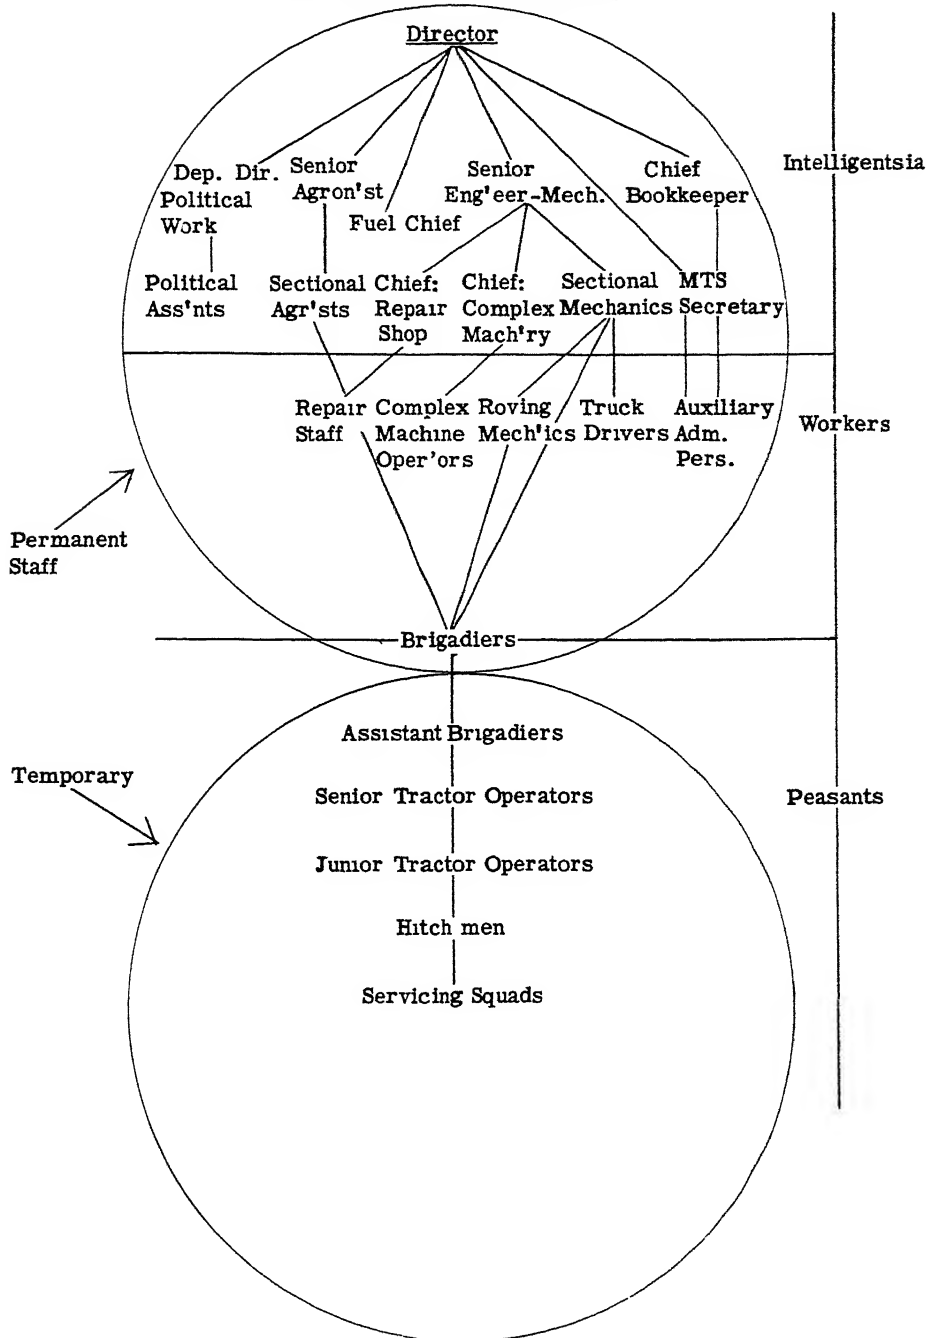 Director
Intelligentsia
Dep. Dir.
Political
Work
Senior
Agron'st
Fuel Chief
Senior
Eng'eer-Mech.
Chief
Bookkeeper
Political
Ass'nts
Sectional
Agr'sts
Chief:
Repair
Shop
Chief:
Complex
Mach'ry
Sectional
Mechanics
MTS
Secretary
Repair
Staff
Complex
Machine
Oper'ors
Roving
Mech'ics
Truck
Drivers
Auxiliary
Adm.
Pers.
Workers
Permanent
Staff
Brigadiers
Assistant Brigadiers
Temporary
Senior Tractor Operators
Peasants
Junior Tractor Operators
Hitch men
Servicing Squads